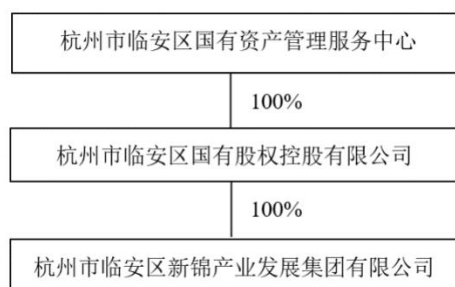 杭州市临安区国有资产管理服务中心
100%
杭州市临安区国有股权控股有限公司
100%
杭州市临安区新锦产业发展集团有限公司